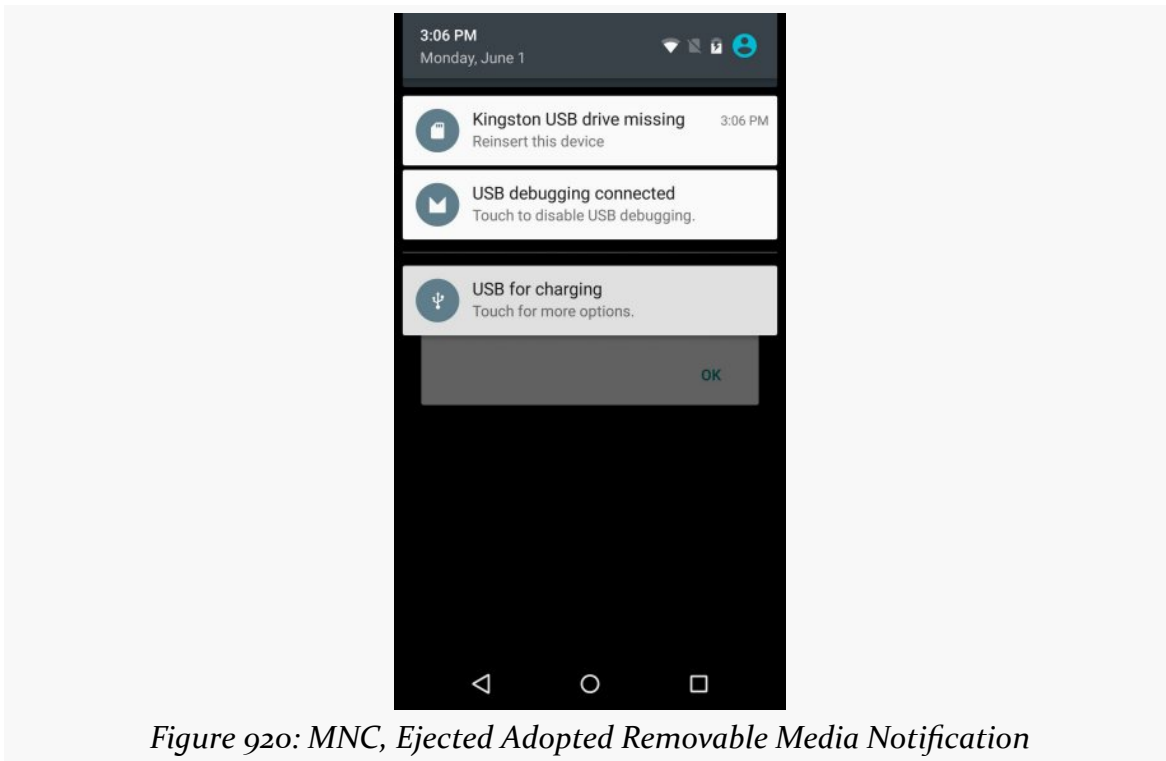 3:06 PM
Monday, June 1
Kingston USB drive missing 3:06 PM
Reinsert this device
USB debugging connected
Touch to disable USB debugging.
USB for charging
Touch for more options.
OK
Figure 920: MNC, Ejected Adopted Removable Media Notification